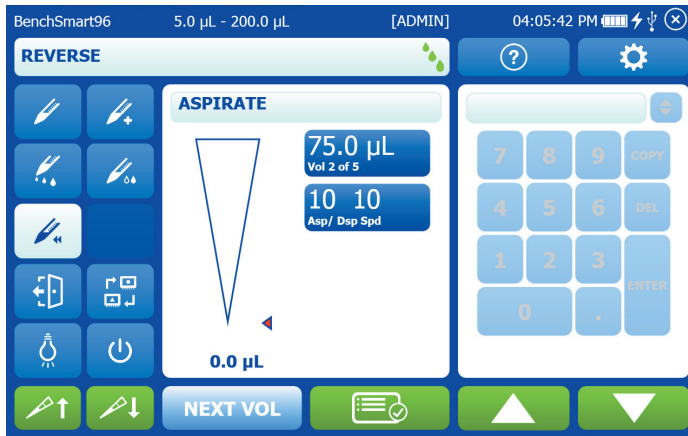 BenchSmart96 5.0 µL - 200.0 µL [ADMIN] 04:05:42 PM
REVERSE
?
ASPIRATE
75.0 µL
Vol 2 of 5
10 10
Asp/ Dsp Spd
0.0 µL
7 8 9 COPY
4 5 6 DEL
1 2 3
ENTER
0 .
NEXT VOL